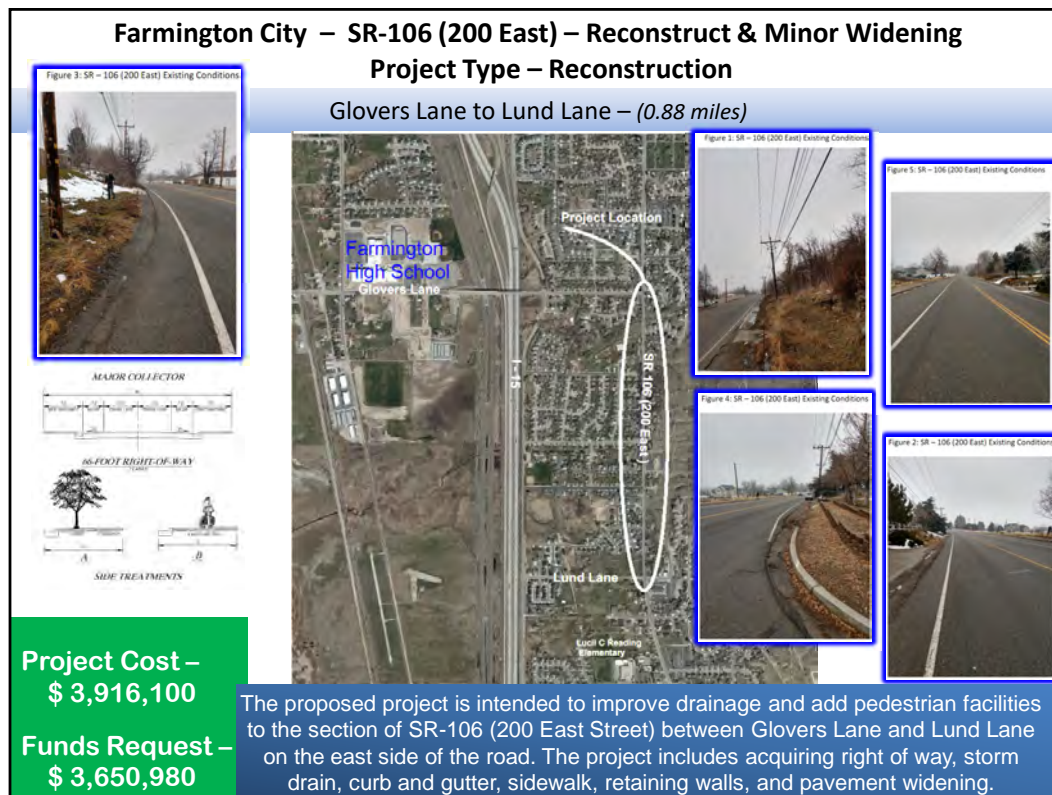 Farmington City – SR-106 (200 East) – Reconstruct & Minor Widening
Project Type – Reconstruction
Glovers Lane to Lund Lane – (0.88 miles)
Figure 3: SR – 106 (200 East) Existing Conditions
MAJOR COLLECTOR
66-FOOT RIGHT-OF-WAY
A
B
SIDE TREATMENTS
Project Location
Farmington
High School
Glovers Lane
I-15
SR-106 (200 East)
Lund Lane
Lucil C Reading
Elementary
Figure 1: SR – 106 (200 East) Existing Conditions
Figure 5: SR – 106 (200 East) Existing Conditions
Figure 4: SR – 106 (200 East) Existing Conditions
Figure 2: SR – 106 (200 East) Existing Conditions
Project Cost –
$ 3,916,100
Funds Request –
$ 3,650,980
The proposed project is intended to improve drainage and add pedestrian facilities
to the section of SR-106 (200 East Street) between Glovers Lane and Lund Lane
on the east side of the road. The project includes acquiring right of way, storm
drain, curb and gutter, sidewalk, retaining walls, and pavement widening.